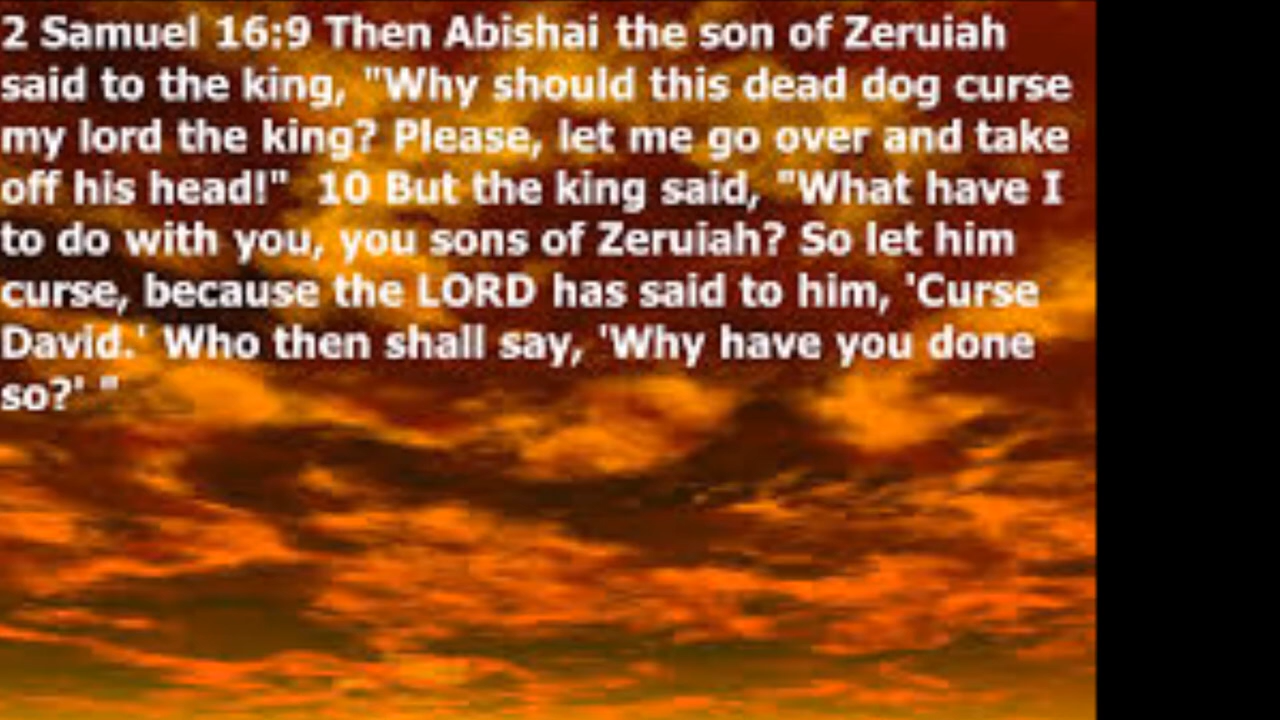 2 Samuel 16:9 Then Abishai the son of Zeruiah
said to the king, "Why should this dead dog curse
my lord the king? Please, let me go over and take
off his head!"  10 But the king said, "What have I
to do with you, you sons of Zeruiah? So let him
curse, because the LORD has said to him, 'Curse
David.' Who then shall say, 'Why have you done
so?' "